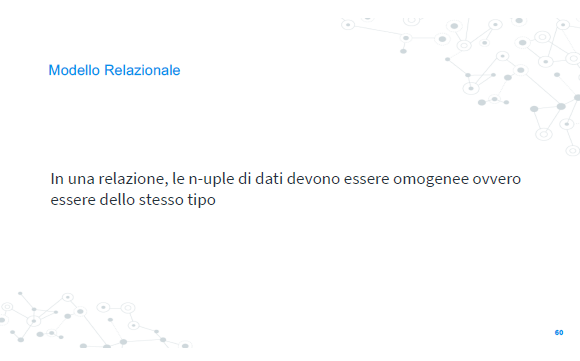 Modello Relazionale
In una relazione, le n-uple di dati devono essere omogenee ovvero
essere dello stesso tipo
60